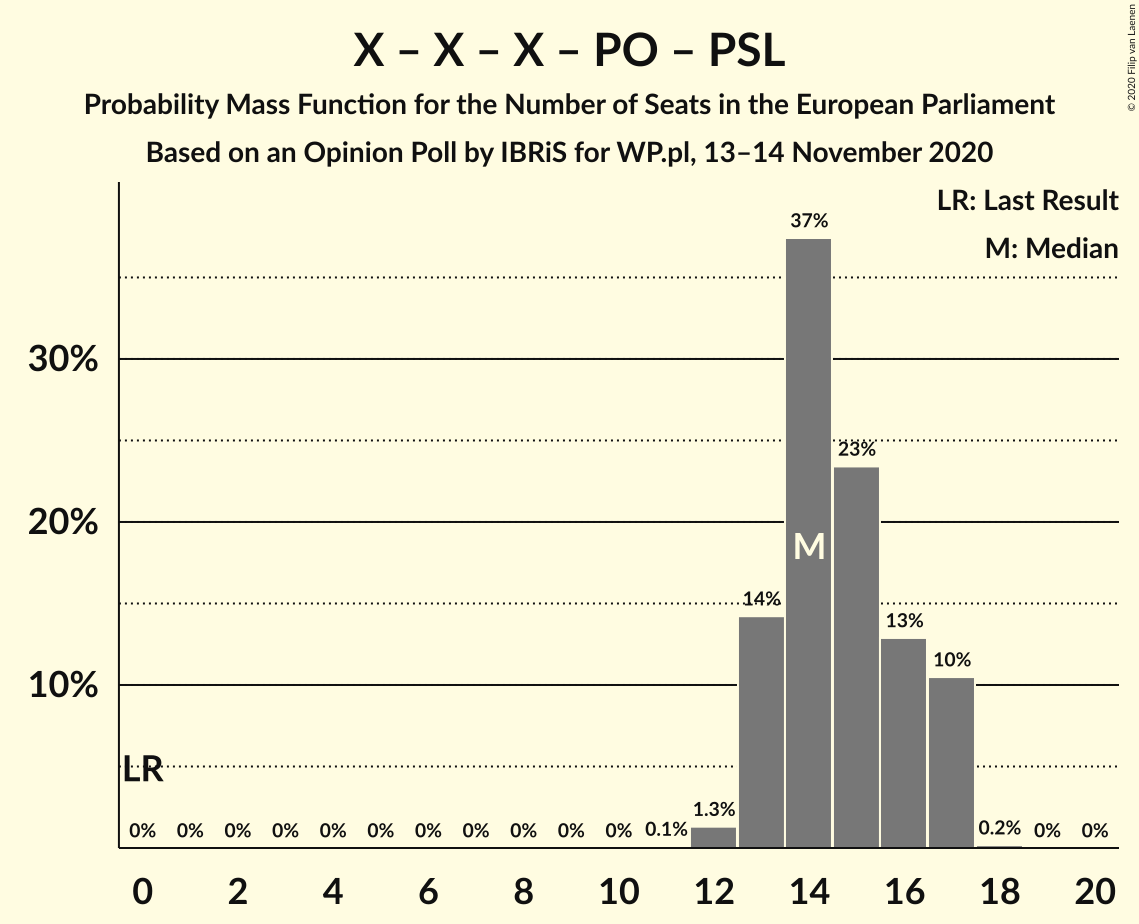 X – X – X – PO – PSL
Probability Mass Function for the Number of Seats in the European Parliament
Based on an Opinion Poll by IBRiS for WP.pl, 13–14 November 2020
© 2020 Filip van Laenen
LR: Last Result
M: Median
37%
30%
23%
20%
M
14%
13%
10%
10%
LR
0% 0% 0% 0% 0% 0% 0% 0% 0% 0% 0% 0.1% 1.3% 0.2% 0% 0%
0 2 4 6 8 10 12 14 16 18 20